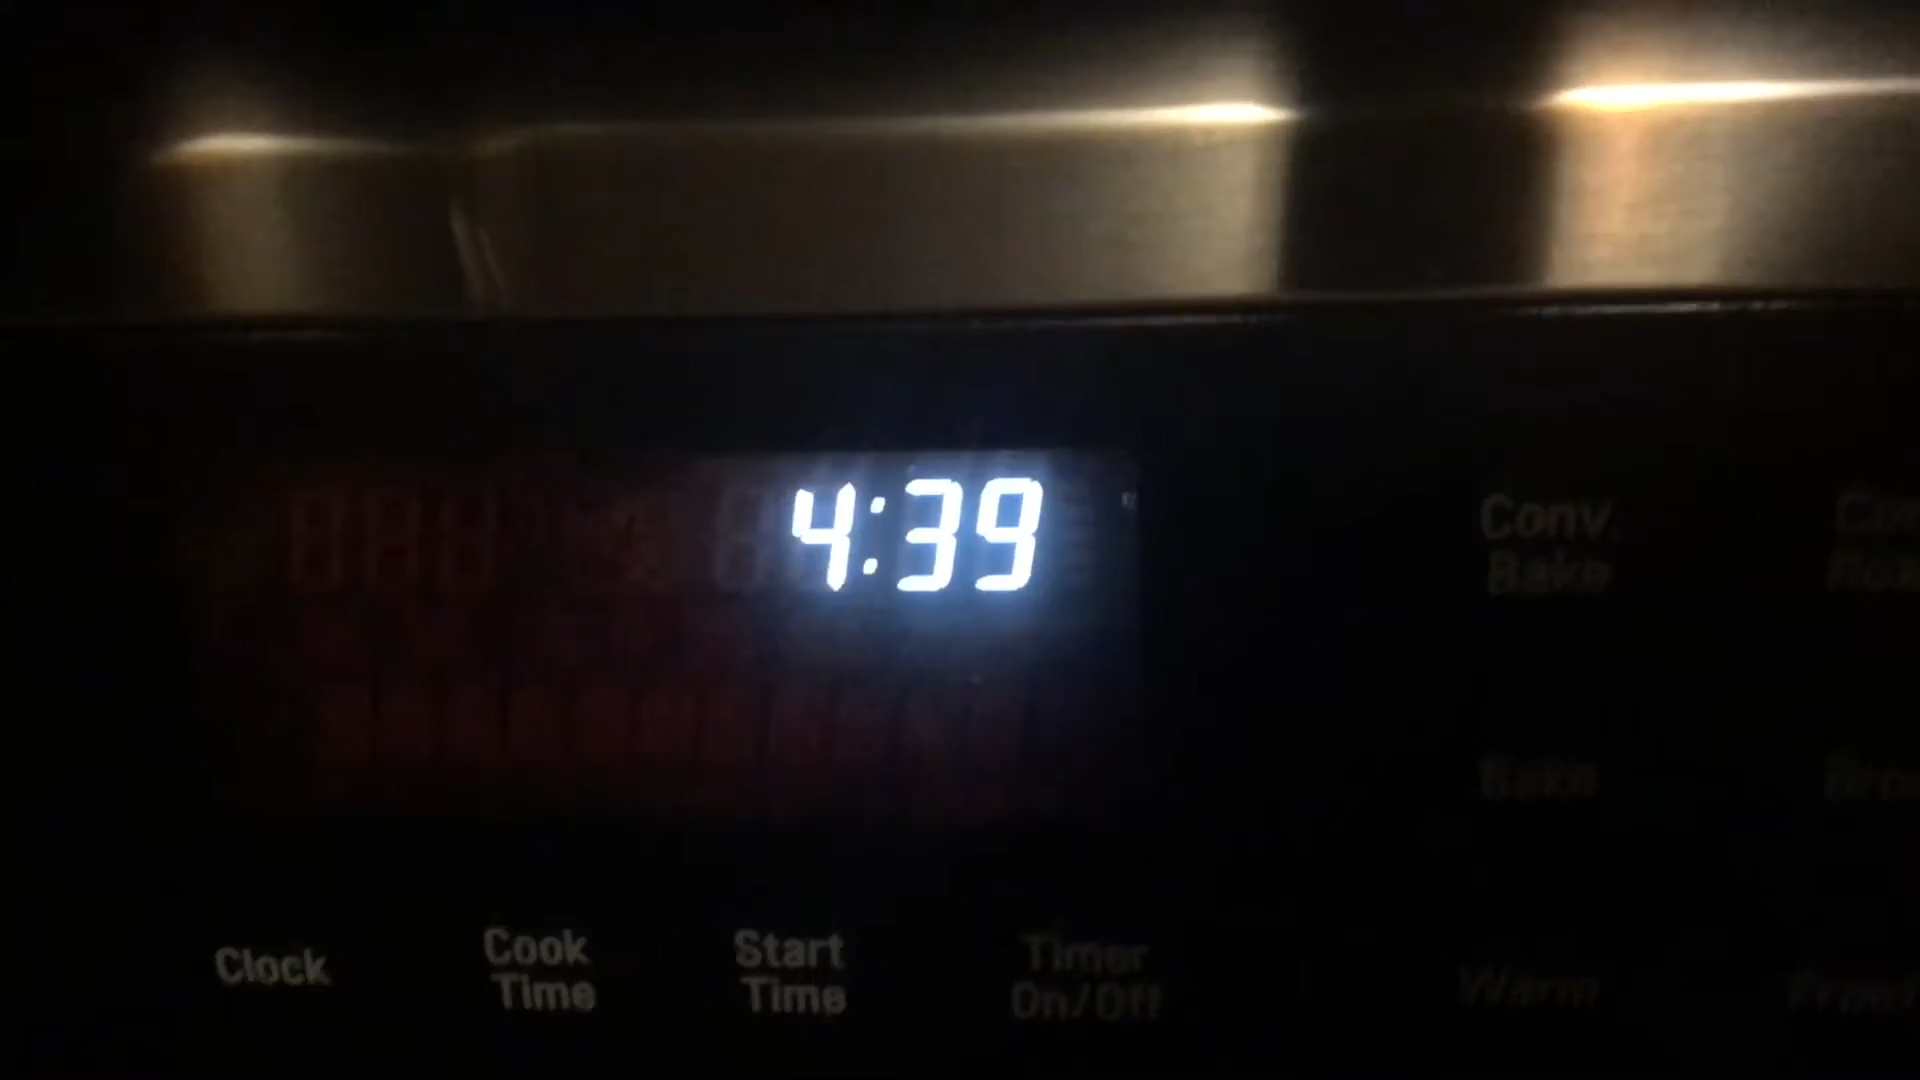 4:39
Conv
Bake
Bake
Clock
Cook
Time
Start
Time
Timer
On/Off
Warm